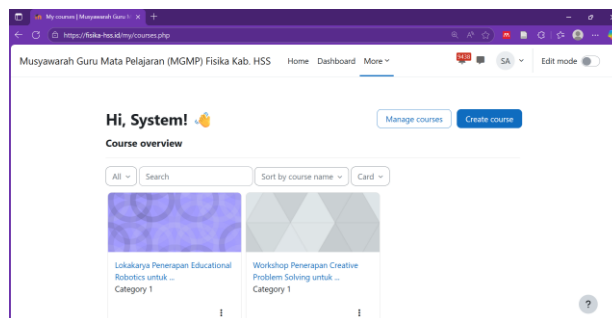 My courses | Musyawarah Guru M
https://fisika-hss.id/my/courses.php
Musyawarah Guru Mata Pelajaran (MGMP) Fisika Kab. HSS Home Dashboard More SA Edit mode
Hi, System! 👋
Manage courses Create course
Course overview
All Search Sort by course name Card
Lokakarya Penerapan Educational
Robotics untuk ...
Category 1
Workshop Penerapan Creative
Problem Solving untuk ...
Category 1
?